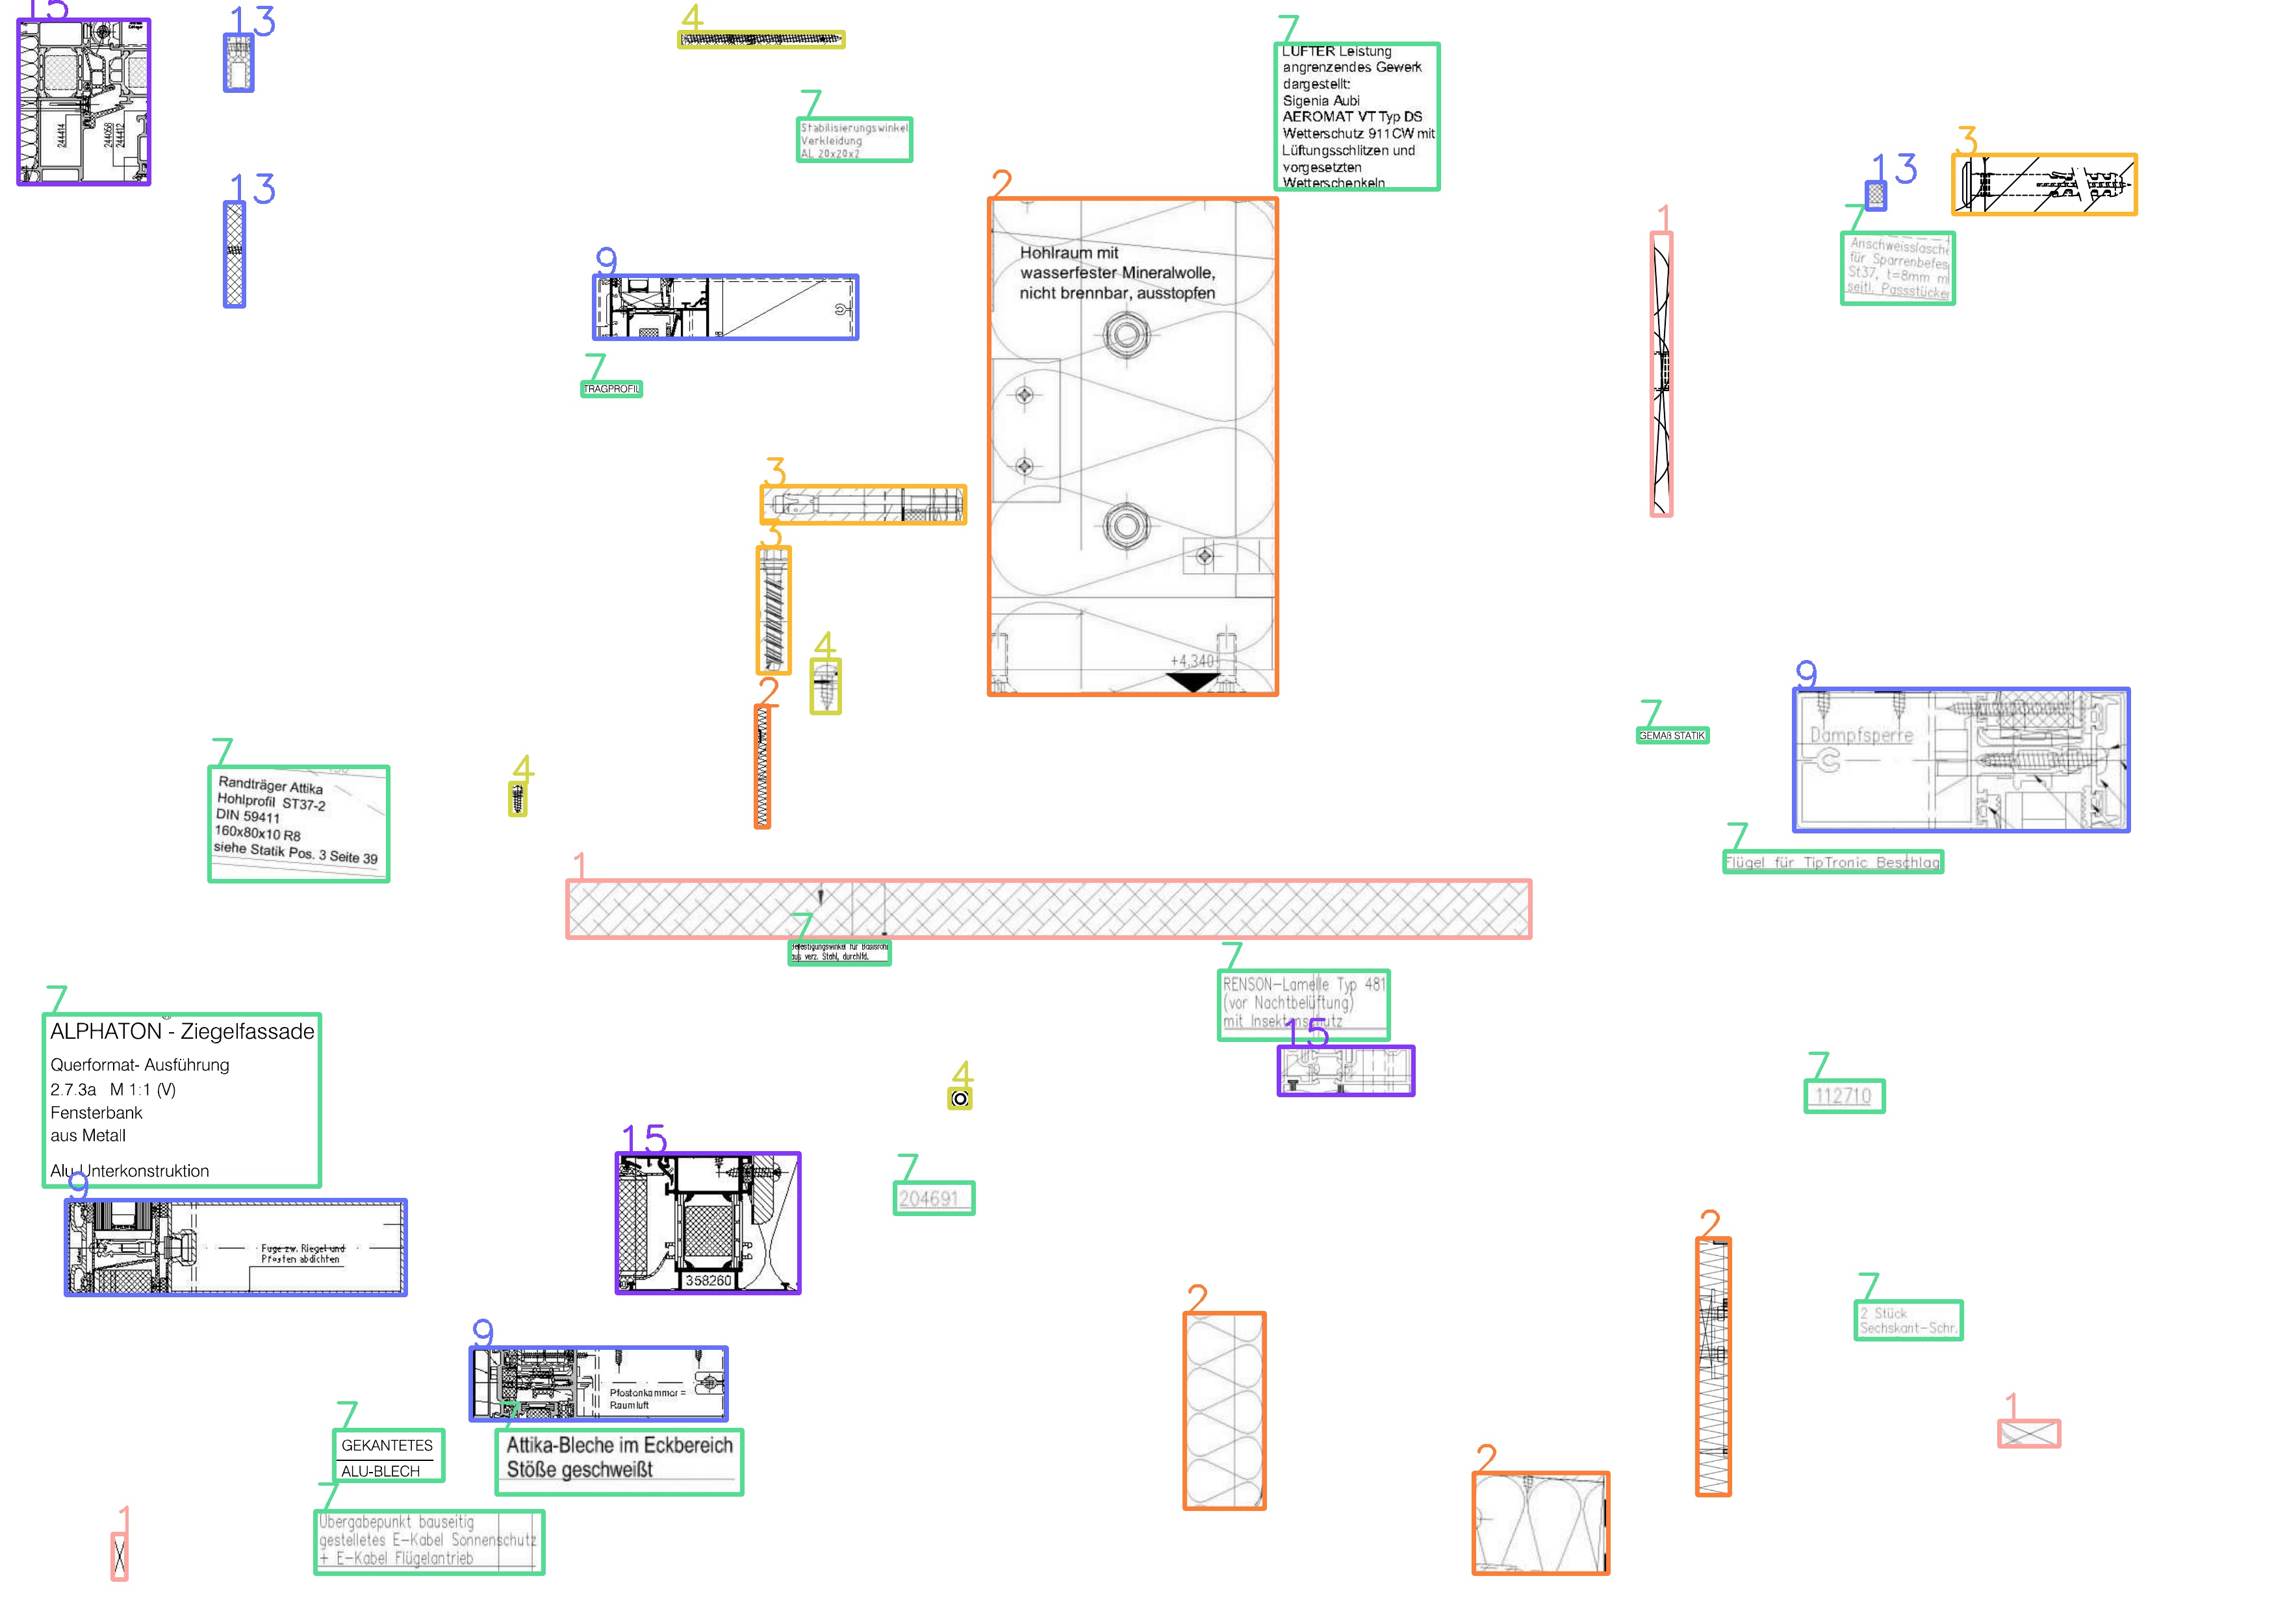 15
13
4
7
LÜFTER Leistung
angrenzendes Gewerk
dargestellt:
Sigenia Aubi
AEROMAT VT Typ DS
Wetterschutz 911 CW mit
Lüftungsschlitzen und
vorgesetzten
Wetterschenkeln
244414
244056
244412
7
Stabilisierungswinkel
Verkleidung
AL 20x20x2
13
3
13
7
Anschweisslasche
für Sparrenbefes
St37, t=8mm m
seitl. Passstücke
2
Hohlraum mit
wasserfester Mineralwolle,
nicht brennbar, ausstopfen
+4,340
1
9
7
TRAGPROFIL
3
3
4
2
7
GEMAß STATIK
9
Dampfsperre
7
Flügel für TipTronic Beschlag
7
Randträger Attika
Hohlprofil ST37-2
DIN 59411
160x80x10 R8
siehe Statik Pos. 3 Seite 39
4
1
7
Befestigungswinkel für Basisrohr
aus verz. Stahl, durchlfd.
7
RENSON-Lamelle Typ 481
(vor Nachtbelüftung)
mit Insektenschutz
15
7
ALPHATON® - Ziegelfassade
Querformat- Ausführung
2.7.3a M 1:1 (V)
Fensterbank
aus Metall
Alu-Unterkonstruktion
4
7
112710
15
358260
7
204691
9
Fuge zw. Riegel und
Pfosten abdichten
2
2
7
2 Stück
Sechskant-Schr.
9
Pfostenkammer =
Raumluft
7
GEKANTETES
ALU-BLECH
7
Attika-Bleche im Eckbereich
Stöße geschweißt
1
2
7
Übergabepunkt bauseitig
gestelletes E-Kabel Sonnenschutz
+ E-Kabel Flügelantrieb
1